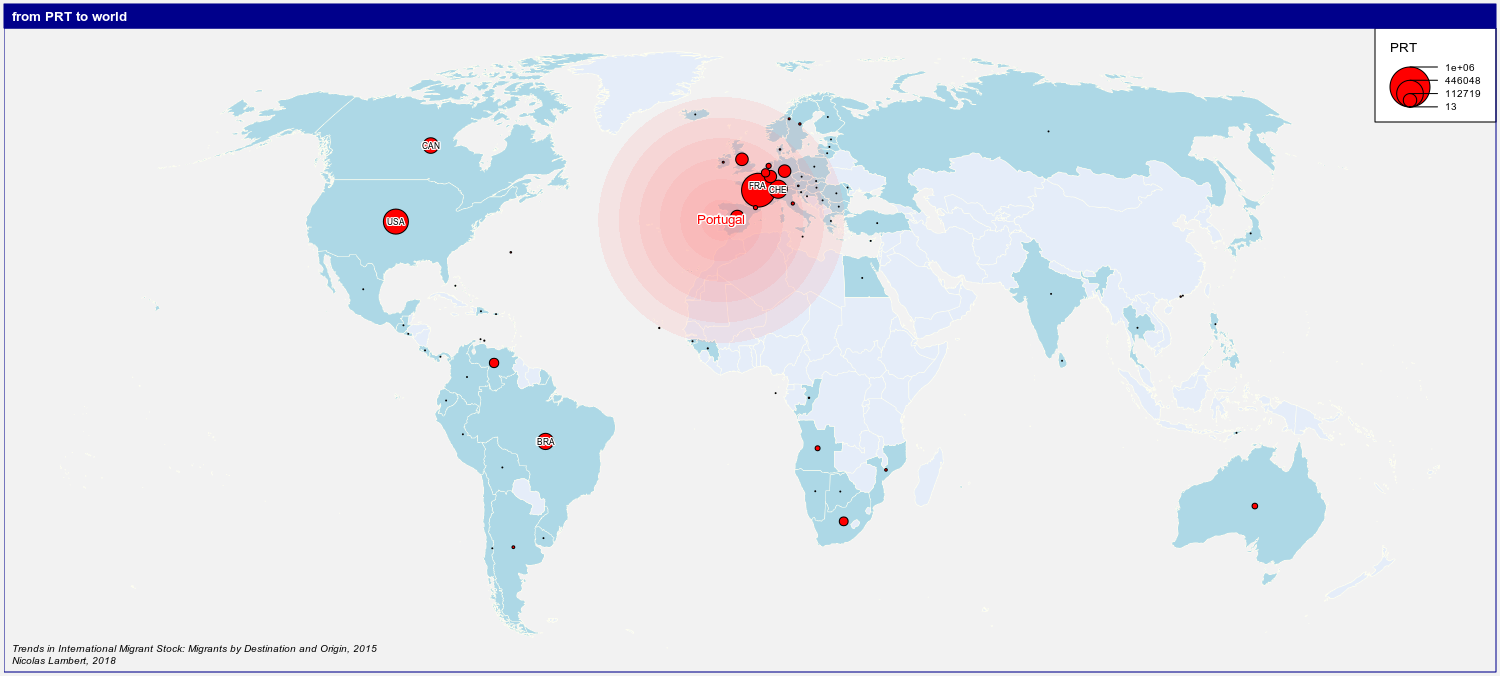 from PRT to world
PRT
1e+06
446048
112719
13
CAN
FRA
CHE
USA
Portugal
BRA
Trends in International Migrant Stock: Migrants by Destination and Origin, 2015
Nicolas Lambert, 2018